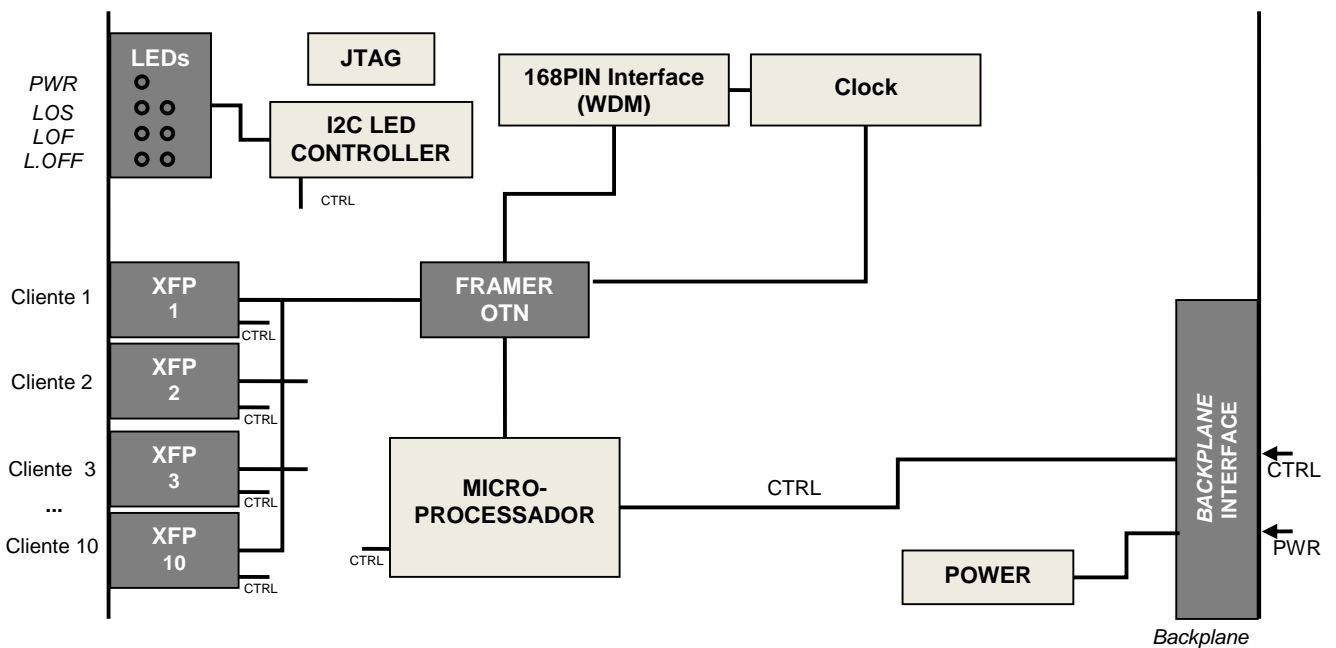 LEDs
PWR
LOS
LOF
L.OFF
JTAG
I2C LED
CONTROLLER
CTRL
168PIN Interface
(WDM)
Clock
Cliente 1
XFP
1
CTRL
FRAMER
OTN
Cliente 2
XFP
2
CTRL
Cliente 3
XFP
3
CTRL
...
Cliente 10
XFP
10
CTRL
MICRO-
PROCESSADOR
CTRL
CTRL
POWER
BACKPLANE
INTERFACE
CTRL
PWR
Backplane